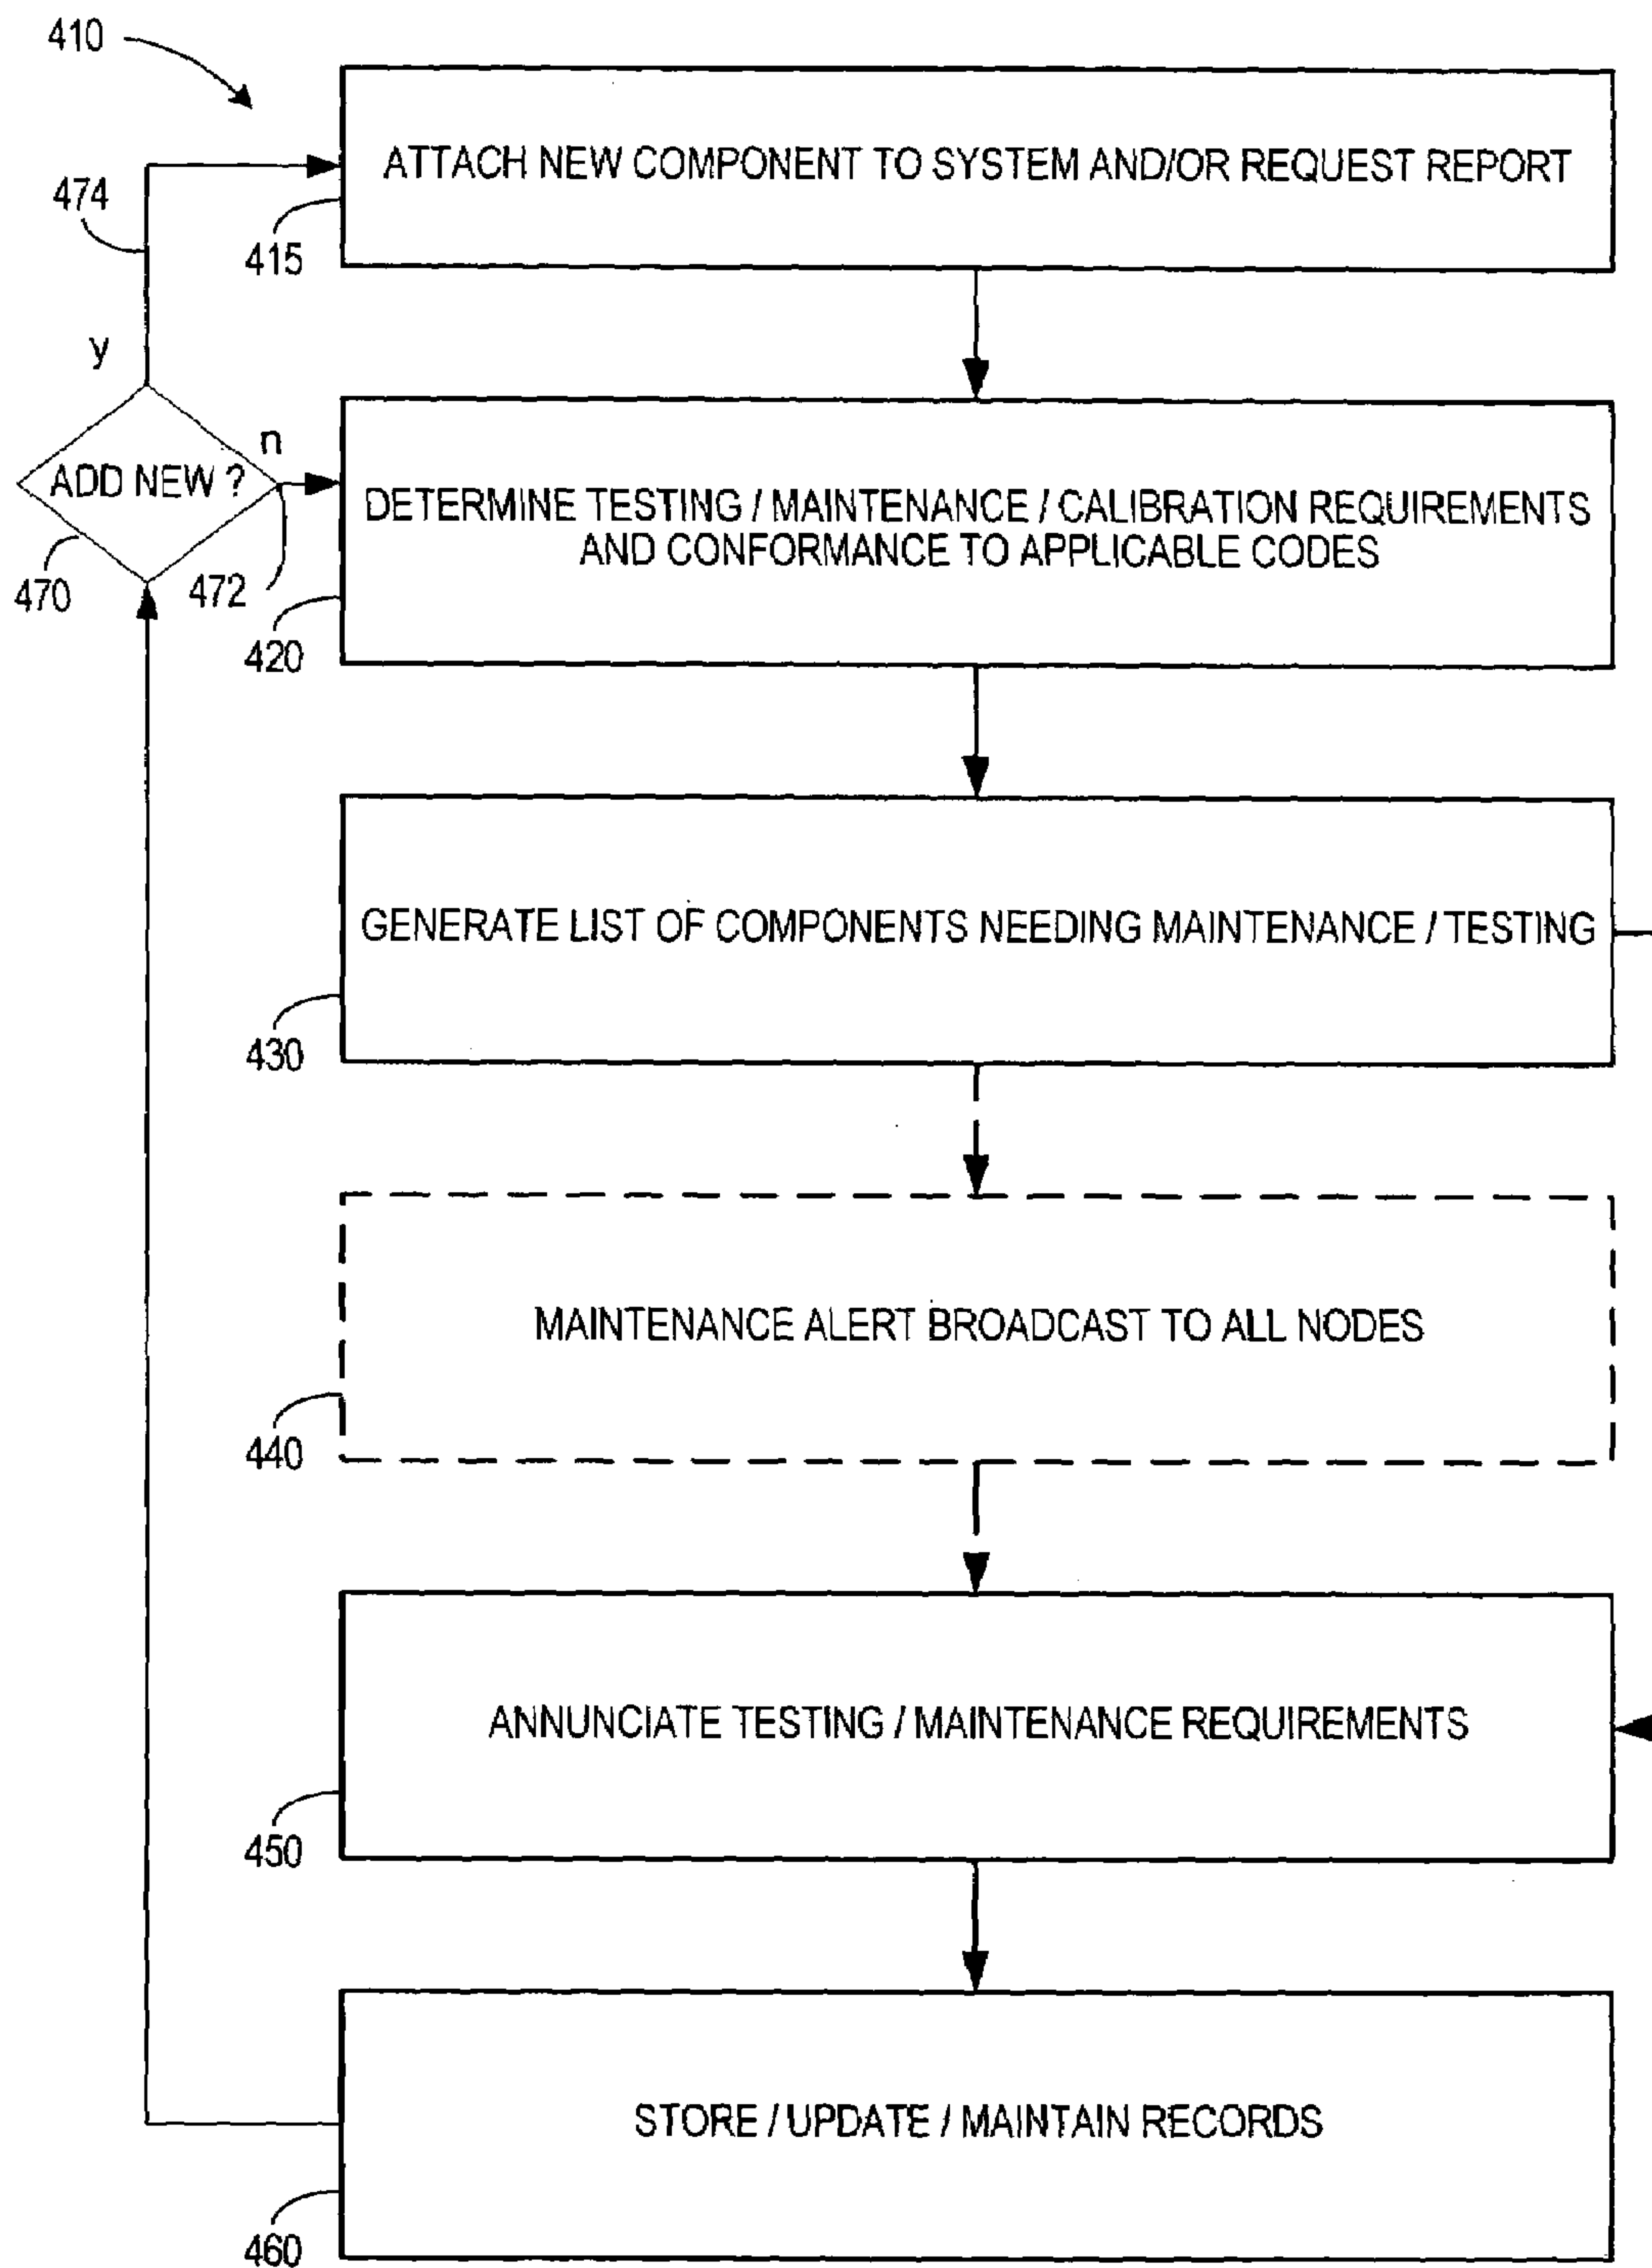 410
ATTACH NEW COMPONENT TO SYSTEM AND/OR REQUEST REPORT
474
415
y
n
ADD NEW ?
DETERMINE TESTING / MAINTENANCE / CALIBRATION REQUIREMENTS
AND CONFORMANCE TO APPLICABLE CODES
470
472
420
GENERATE LIST OF COMPONENTS NEEDING MAINTENANCE / TESTING
430
MAINTENANCE ALERT BROADCAST TO ALL NODES
440
ANNUNCIATE TESTING / MAINTENANCE REQUIREMENTS
450
STORE / UPDATE / MAINTAIN RECORDS
460